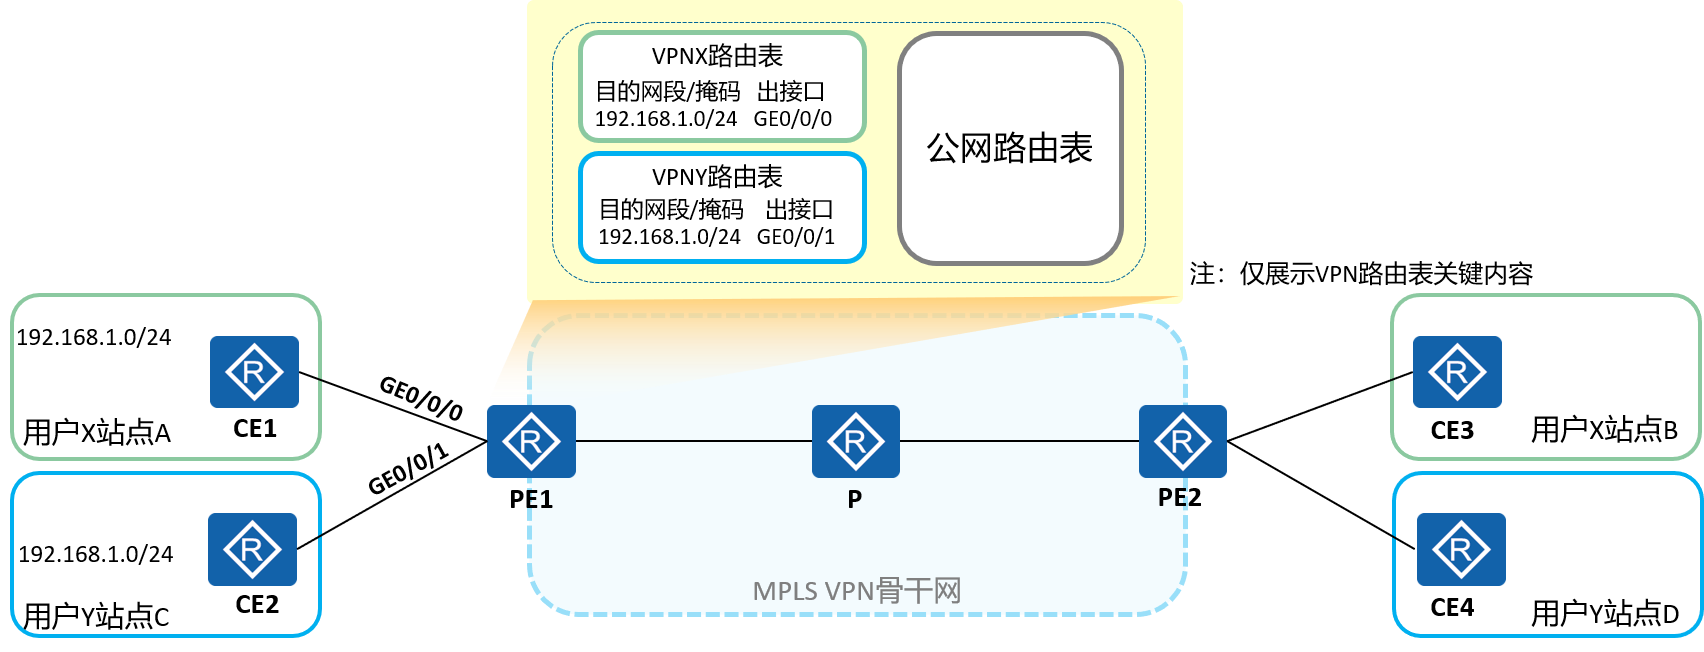 VPNX路由表
目的网段/掩码 出接口
192.168.1.0/24 GE0/0/0
VPNY路由表
目的网段/掩码 出接口
192.168.1.0/24 GE0/0/1
公网路由表
注：仅展示VPN路由表关键内容
192.168.1.0/24
R
CE1
用户X站点A
GE0/0/0
GE0/0/1
192.168.1.0/24
R
CE2
用户Y站点C
R
PE1
R
P
R
PE2
MPLS VPN骨干网
R
CE3
用户X站点B
R
CE4
用户Y站点D